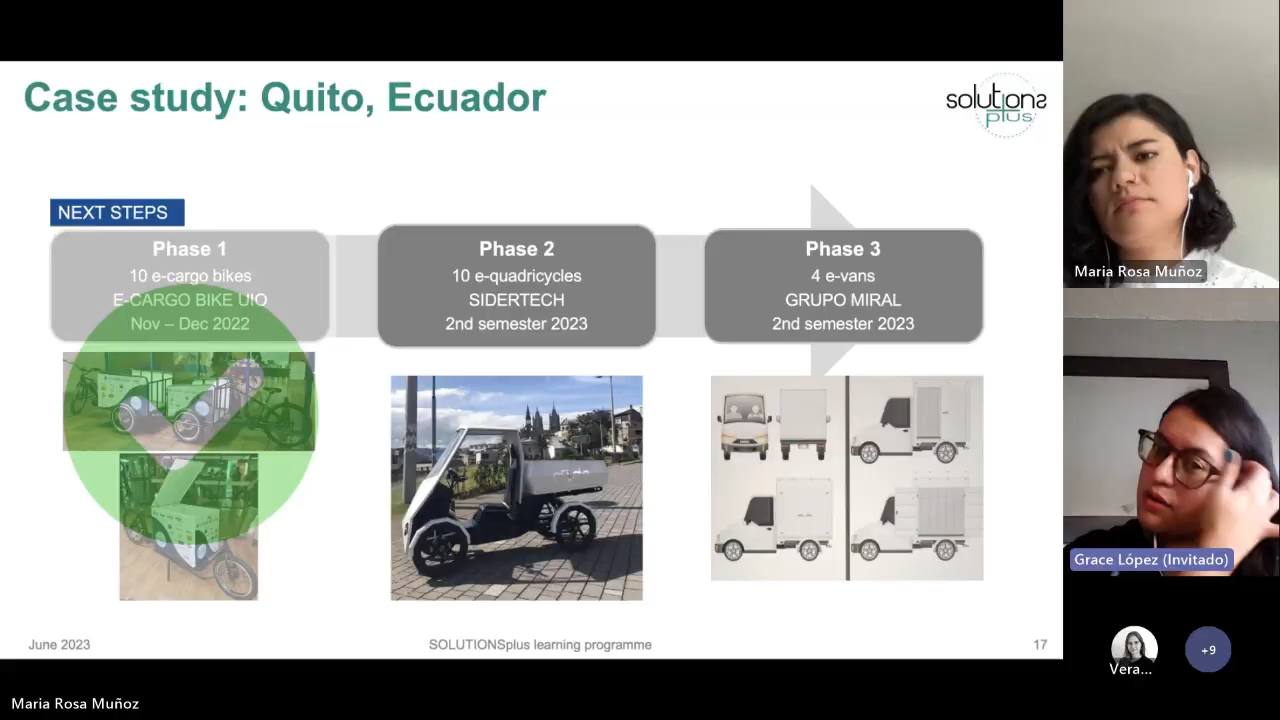 Case study: Quito, Ecuador
solutions
plus
NEXT STEPS
Phase 1
10 e-cargo bikes
E-CARGO BIKE UIO
Nov – Dec 2022
Phase 2
10 e-quadricycles
SIDERTECH
2nd semester 2023
Phase 3
4 e-vans
GRUPO MIRAL
2nd semester 2023
June 2023
SOLUTIONSplus learning programme
17
Maria Rosa Muñoz
Grace López (Invitado)
Vera...
+9
Maria Rosa Muñoz